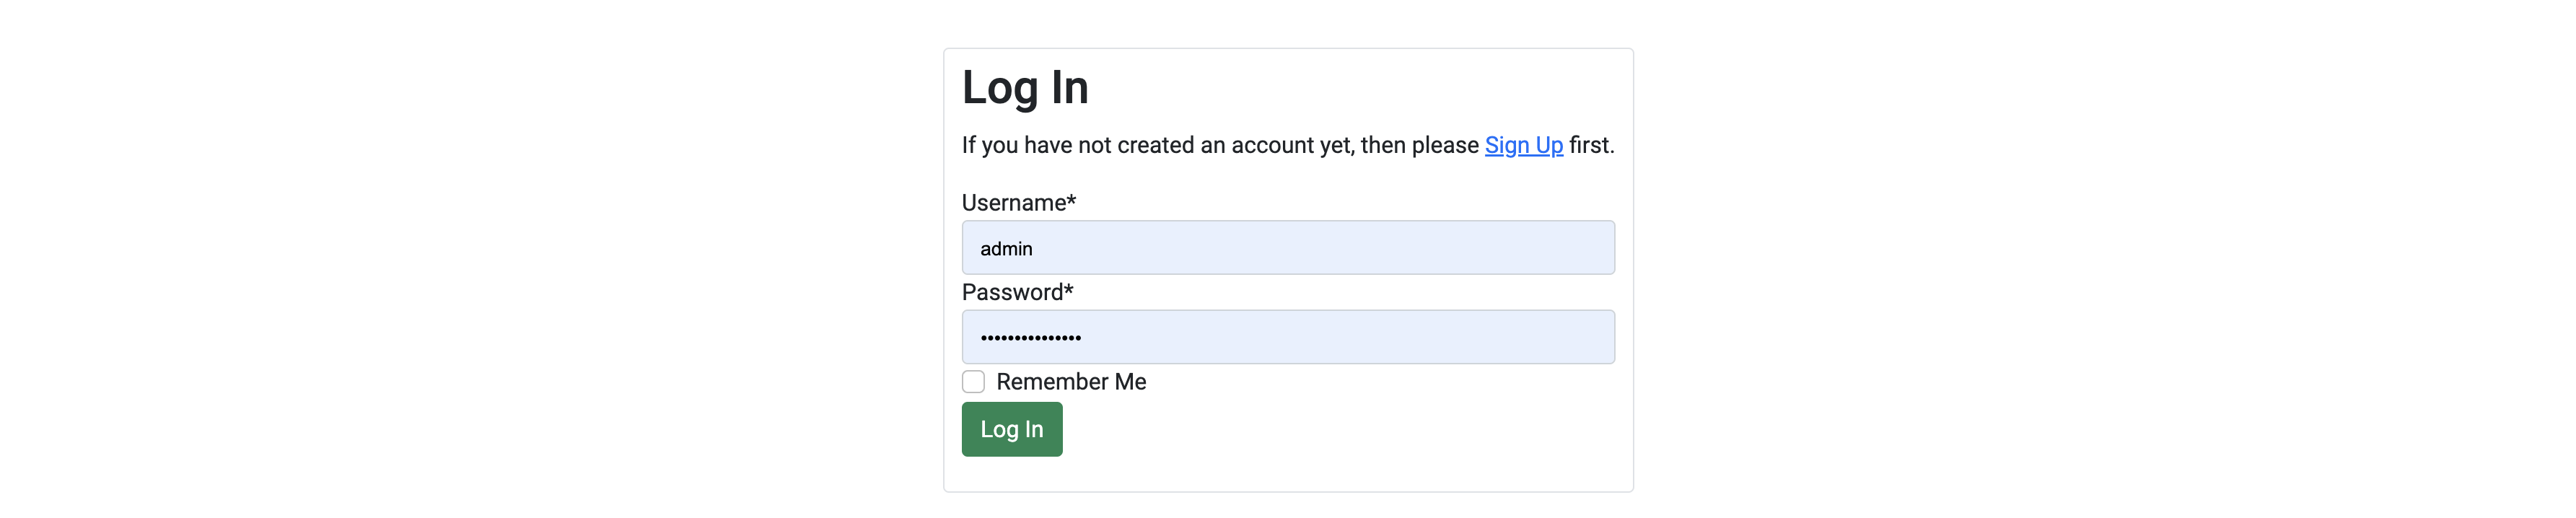 Log In
If you have not created an account yet, then please Sign Up first.
Username*
admin
Password*
•••••••••••••••
Remember Me
Log In